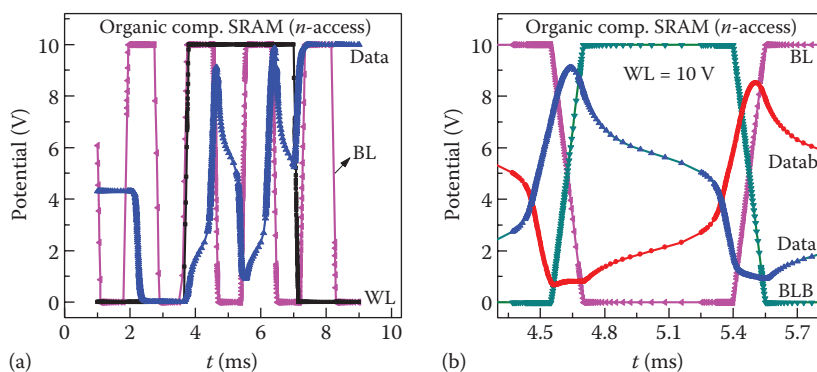 Organic comp. SRAM (n-access)
10
8
6
4
2
0
Potential (V)
Data
BL
WL
0
2
4
6
8
10
t (ms)
(a)
Organic comp. SRAM (n-access)
10
8
6
4
2
0
Potential (V)
BL
WL = 10 V
Datab
Data
BLB
4.5
4.8
5.1
5.4
5.7
t (ms)
(b)